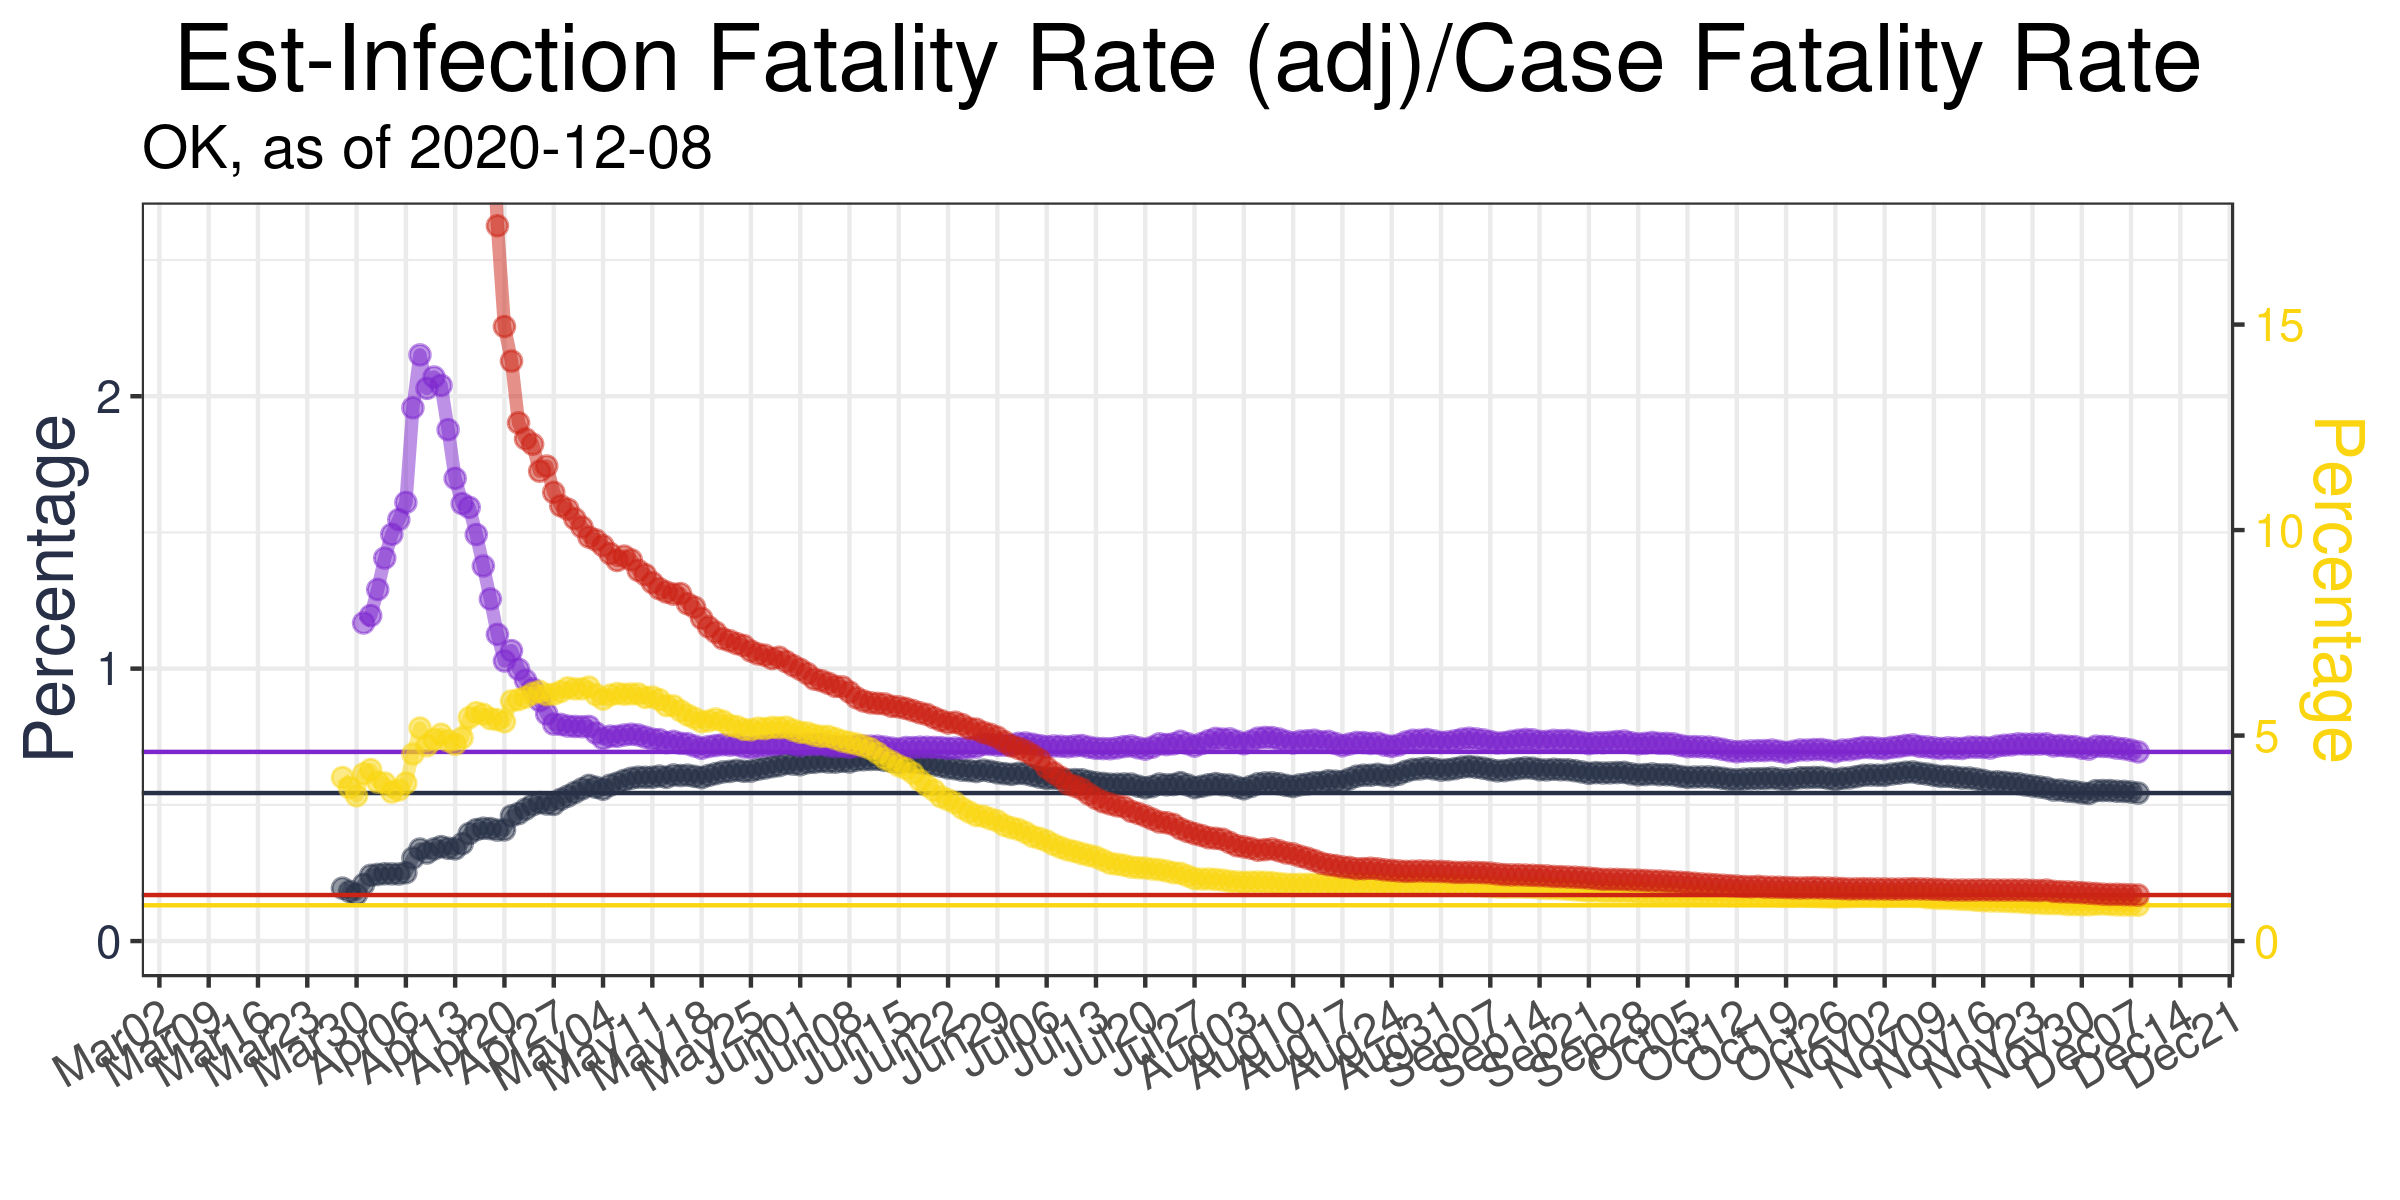 Est-Infection Fatality Rate (adj)/Case Fatality Rate
OK, as of 2020-12-08
Percentage
2
1
0
15
10
5
0
Percentage
Mar02
Mar09
Mar16
Mar23
Mar30
Apr06
Apr13
Apr20
Apr27
May04
May11
May18
May25
Jun01
Jun08
Jun15
Jun22
Jun29
Jul06
Jul13
Jul20
Jul27
Aug03
Aug10
Aug17
Aug24
Aug31
Sep07
Sep14
Sep21
Sep28
Oct05
Oct12
Oct19
Oct26
Nov02
Nov09
Nov16
Nov23
Nov30
Dec07
Dec14
Dec21